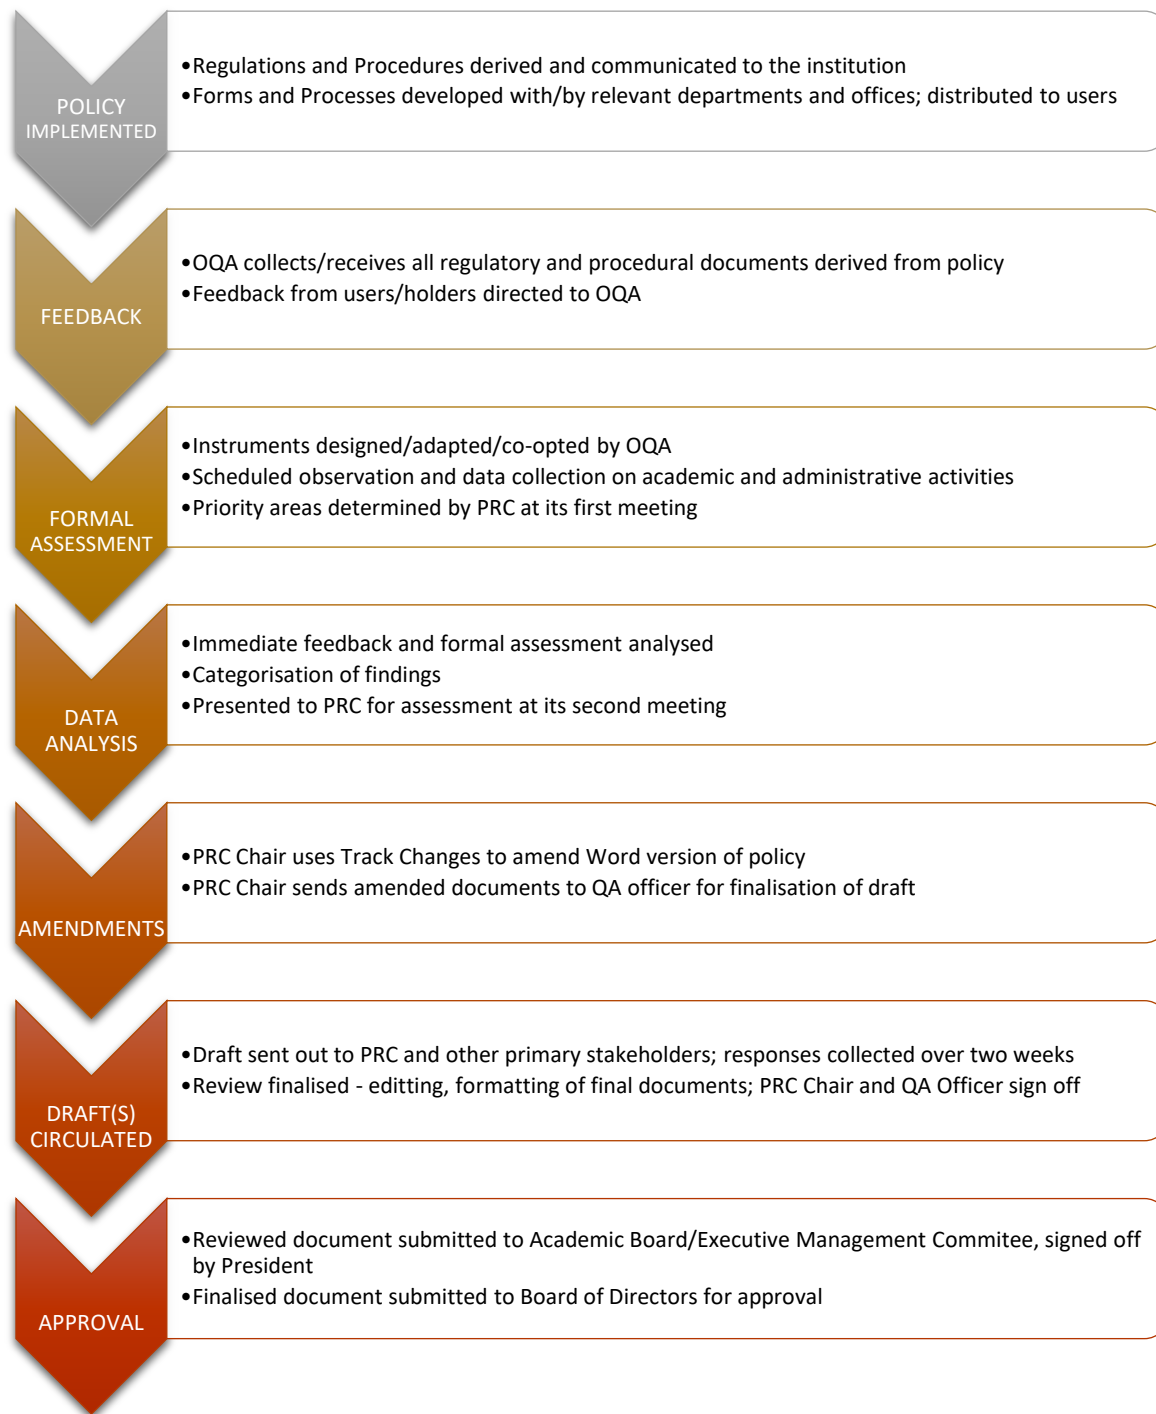 POLICY
IMPLEMENTED
•Regulations and Procedures derived and communicated to the institution
•Forms and Processes developed with/by relevant departments and offices; distributed to users
FEEDBACK
•OQA collects/receives all regulatory and procedural documents derived from policy
•Feedback from users/holders directed to OQA
FORMAL
ASSESSMENT
•Instruments designed/adapted/co-opted by OQA
•Scheduled observation and data collection on academic and administrative activities
•Priority areas determined by PRC at its first meeting
DATA
ANALYSIS
•Immediate feedback and formal assessment analysed
•Categorisation of findings
•Presented to PRC for assessment at its second meeting
AMENDMENTS
•PRC Chair uses Track Changes to amend Word version of policy
•PRC Chair sends amended documents to QA officer for finalisation of draft
DRAFT(S)
CIRCULATED
•Draft sent out to PRC and other primary stakeholders; responses collected over two weeks
•Review finalised - editting, formatting of final documents; PRC Chair and QA Officer sign off
APPROVAL
•Reviewed document submitted to Academic Board/Executive Management Commitee, signed off
by President
•Finalised document submitted to Board of Directors for approval